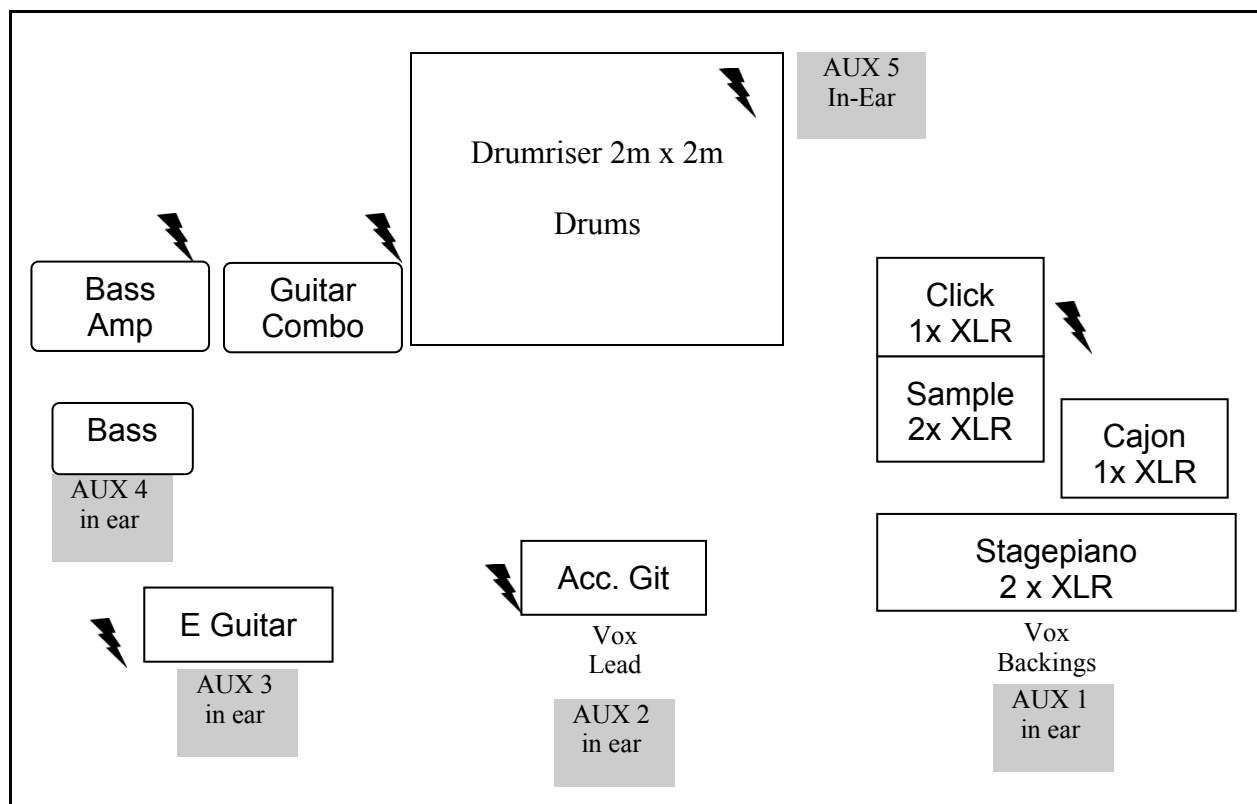 AUX 5
In-Ear
Drumriser 2m x 2m
Drums
Bass
Amp
Guitar
Combo
Click
1x XLR
Sample
2x XLR
Cajon
1x XLR
Bass
AUX 4
in ear
Stagepiano
2 x XLR
Acc. Git
E Guitar
Vox
Lead
Vox
Backings
AUX 3
in ear
AUX 2
in ear
AUX 1
in ear